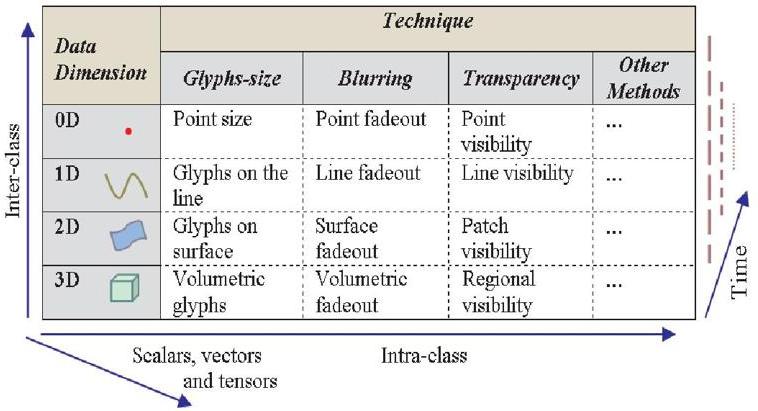 Technique
Data
Dimension
Glyphs-size
Blurring
Transparency
Other
Methods
0D
Point size
Point fadeout
Point
visibility
...
1D
Glyphs on the
line
Line fadeout
Line visibility
...
2D
Glyphs on
surface
Surface
fadeout
Patch
visibility
...
3D
Volumetric
glyphs
Volumetric
fadeout
Regional
visibility
...
Inter-class
Time
Scalars, vectors
and tensors
Intra-class